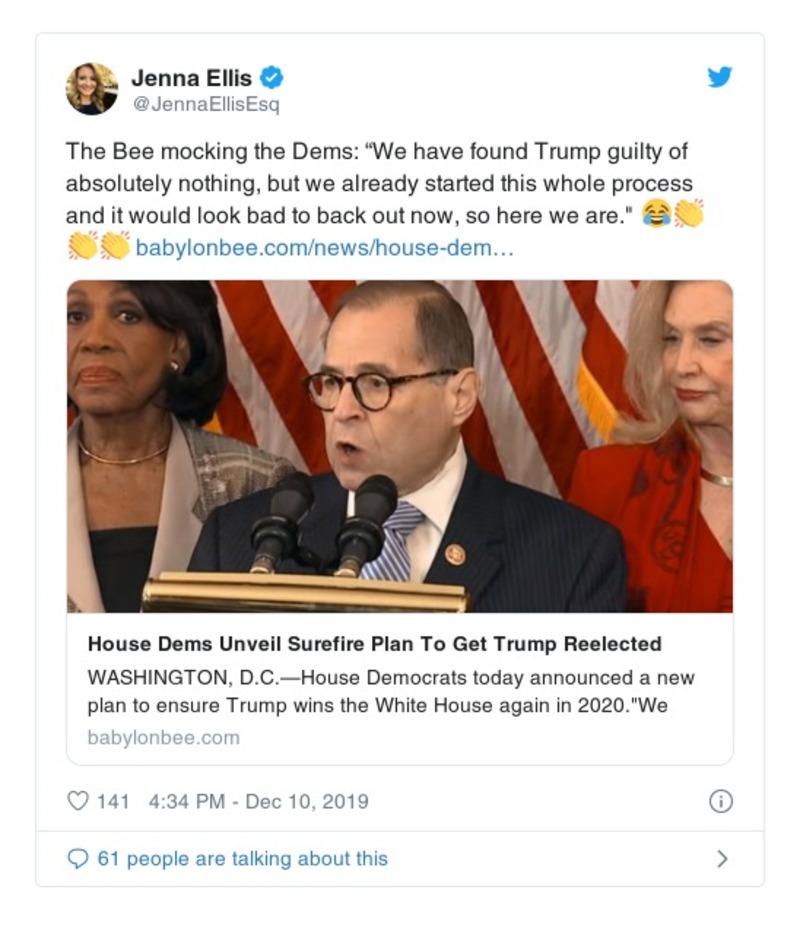 Jenna Ellis
@JennaEllisEsq
The Bee mocking the Dems: “We have found Trump guilty of
absolutely nothing, but we already started this whole process
and it would look bad to back out now, so here we are." 😂👏
👏👏 babylonbee.com/news/house-dem…
House Dems Unveil Surefire Plan To Get Trump Reelected
WASHINGTON, D.C.—House Democrats today announced a new
plan to ensure Trump wins the White House again in 2020."We
babylonbee.com
141 4:34 PM - Dec 10, 2019
61 people are talking about this